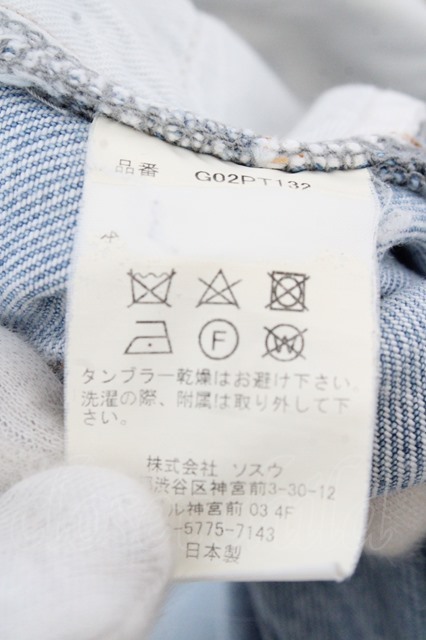 品番 G02PT132
F
W
タンブラー乾燥はお避け下さい。
洗濯の際、附属は取り外して下
さい。
株式会社 ソスウ
渋谷区神宮前3-30-12
ル神宮前 03 4F
-5775-7143
日本製